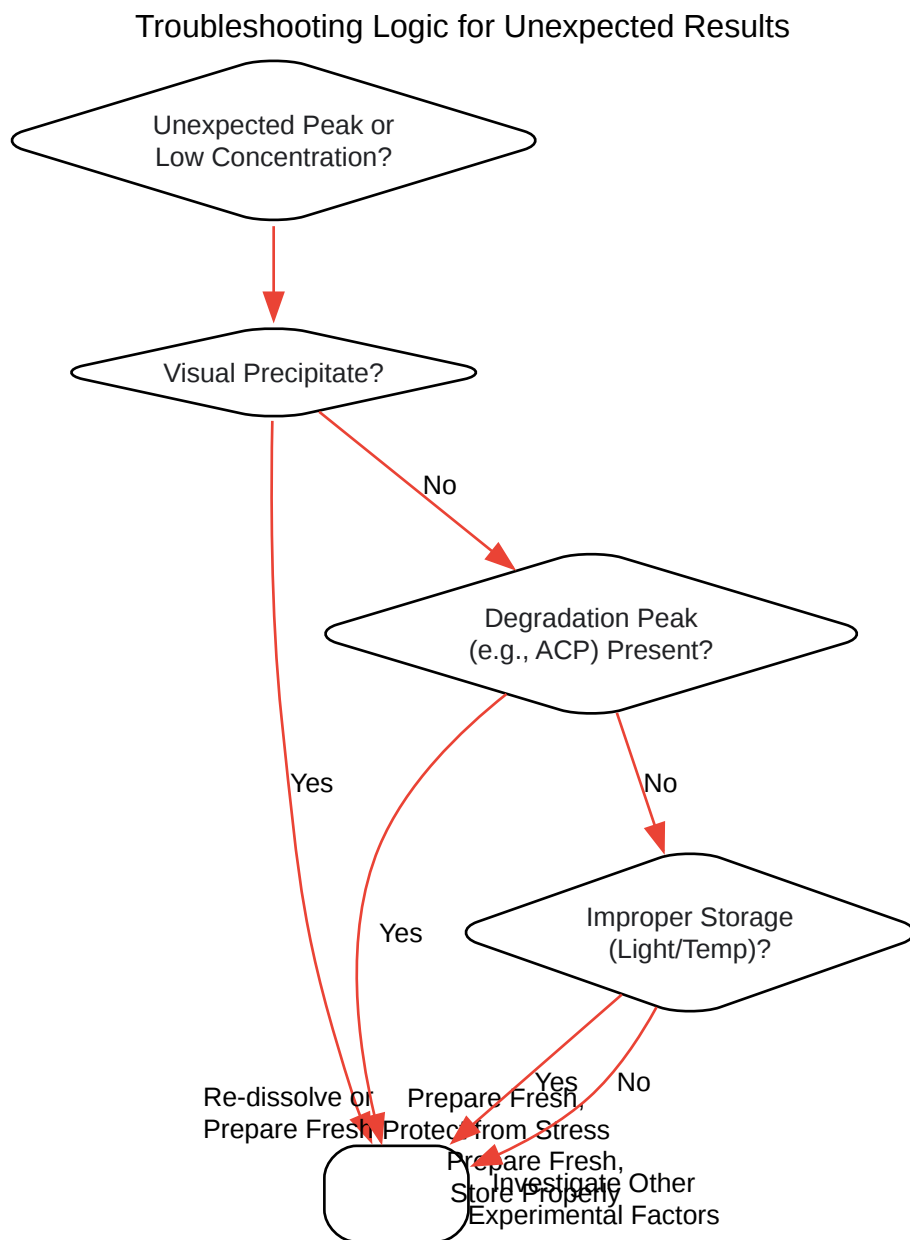 Troubleshooting Logic for Unexpected Results
Unexpected Peak or
Low Concentration?
Visual Precipitate?
No
Degradation Peak
(e.g., ACP) Present?
Yes
No
Improper Storage
(Light/Temp)?
Yes
Yes
No
Re-dissolve or
Prepare Fresh
Prepare Fresh,
Protect from Stress
Prepare Fresh,
Store Properly
Investigate Other
Experimental Factors